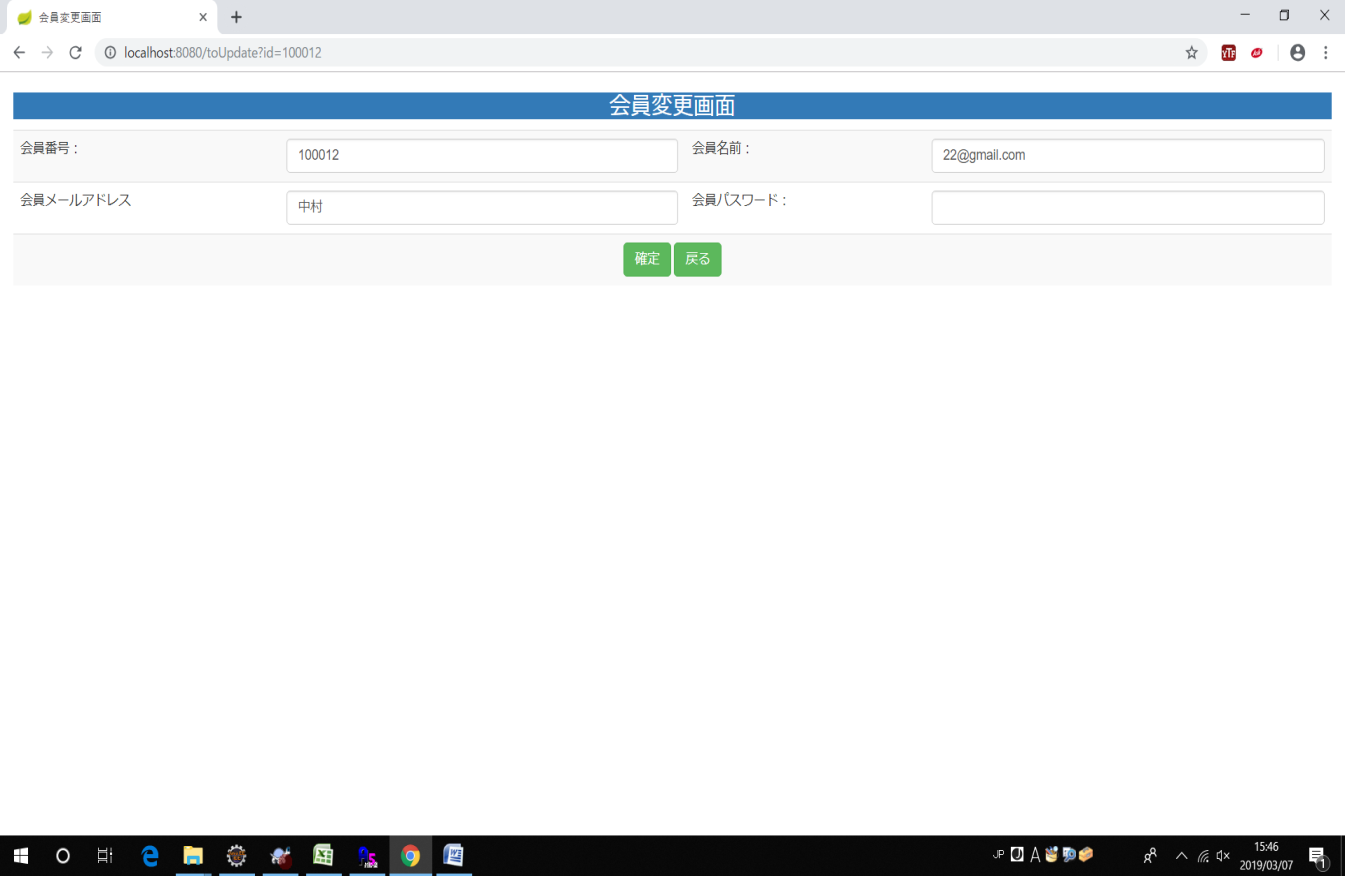 会員変更画面
localhost:8080/toUpdate?id=100012
会員変更画面
会員番号： 100012 会員名前： 22@gmail.com
会員メールアドレス 中村 会員パスワード：
確定 戻る
JP A 15:46
2019/03/07 1